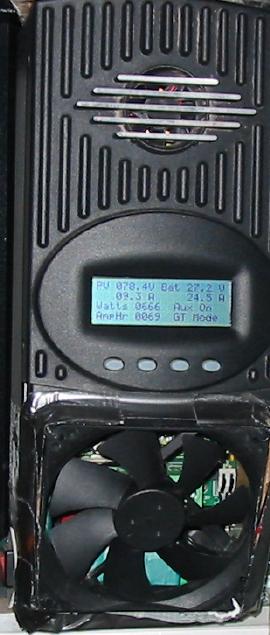 PV 078.4V Bat 27.2 V
09.3 A 24.5 A
Watts 0666 Aux On
AmpHr 0069 GT Mode